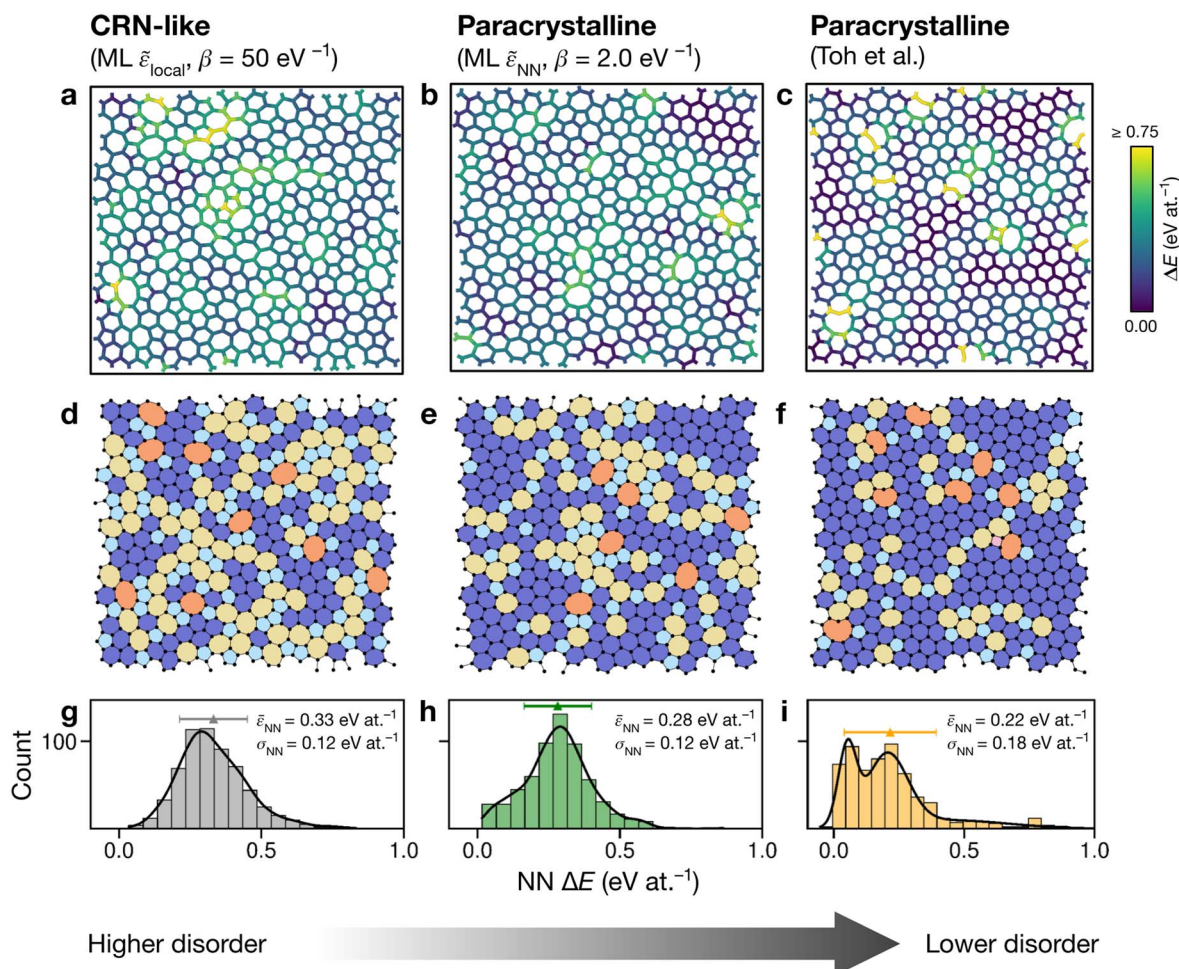 CRN-like
(ML ε̃local, β = 50 eV⁻¹)
Paracrystalline
(ML ε̃NN, β = 2.0 eV⁻¹)
Paracrystalline
(Toh et al.)
a
b
c
≥ 0.75
ΔE (eV at.⁻¹)
0.00
d
e
f
g
ε̄NN = 0.33 eV at.⁻¹
σNN = 0.12 eV at.⁻¹
h
ε̄NN = 0.28 eV at.⁻¹
σNN = 0.12 eV at.⁻¹
i
ε̄NN = 0.22 eV at.⁻¹
σNN = 0.18 eV at.⁻¹
Count
100
0.0 0.5 1.0
0.0 0.5 1.0
0.0 0.5 1.0
NN ΔE (eV at.⁻¹)
Higher disorder
Lower disorder